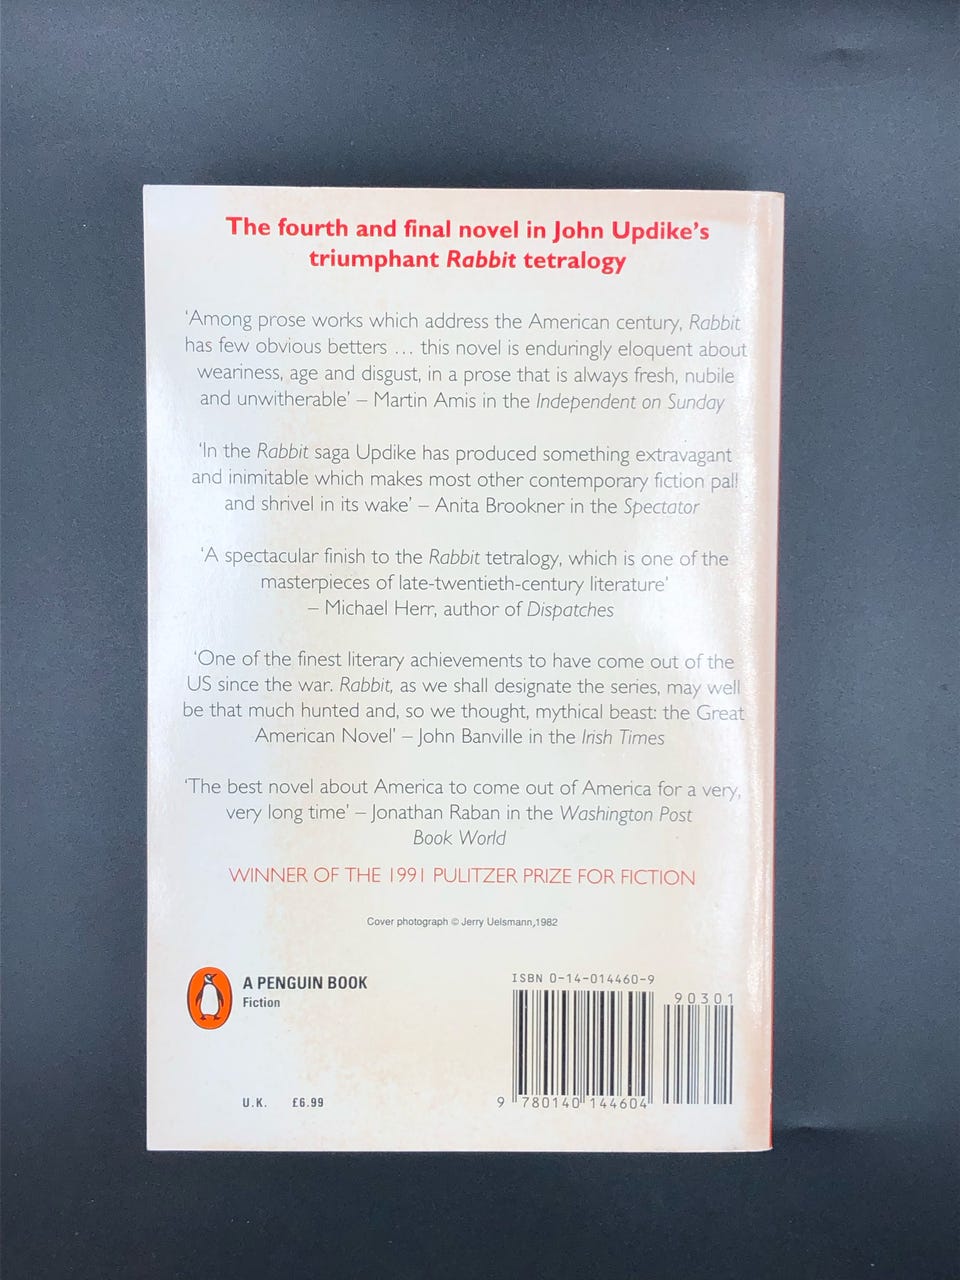 The fourth and final novel in John Updike's
triumphant Rabbit tetralogy
'Among prose works which address the American century, Rabbit
has few obvious betters … this novel is enduringly eloquent about
weariness, age and disgust, in a prose that is always fresh, nubile
and unwitherable' – Martin Amis in the Independent on Sunday
'In the Rabbit saga Updike has produced something extravagant
and inimitable which makes most other contemporary fiction pall
and shrivel in its wake' – Anita Brookner in the Spectator
'A spectacular finish to the Rabbit tetralogy, which is one of the
masterpieces of late-twentieth-century literature'
– Michael Herr, author of Dispatches
'One of the finest literary achievements to have come out of the
US since the war. Rabbit, as we shall designate the series, may well
be that much hunted and, so we thought, mythical beast: the Great
American Novel' – John Banville in the Irish Times
'The best novel about America to come out of America for a very,
very long time' – Jonathan Raban in the Washington Post
Book World
WINNER OF THE 1991 PULITZER PRIZE FOR FICTION
Cover photograph © Jerry Uelsmann,1982
A PENGUIN BOOK
Fiction
U.K. £6.99
ISBN 0-14-014460-9
90301
9 780140 144604